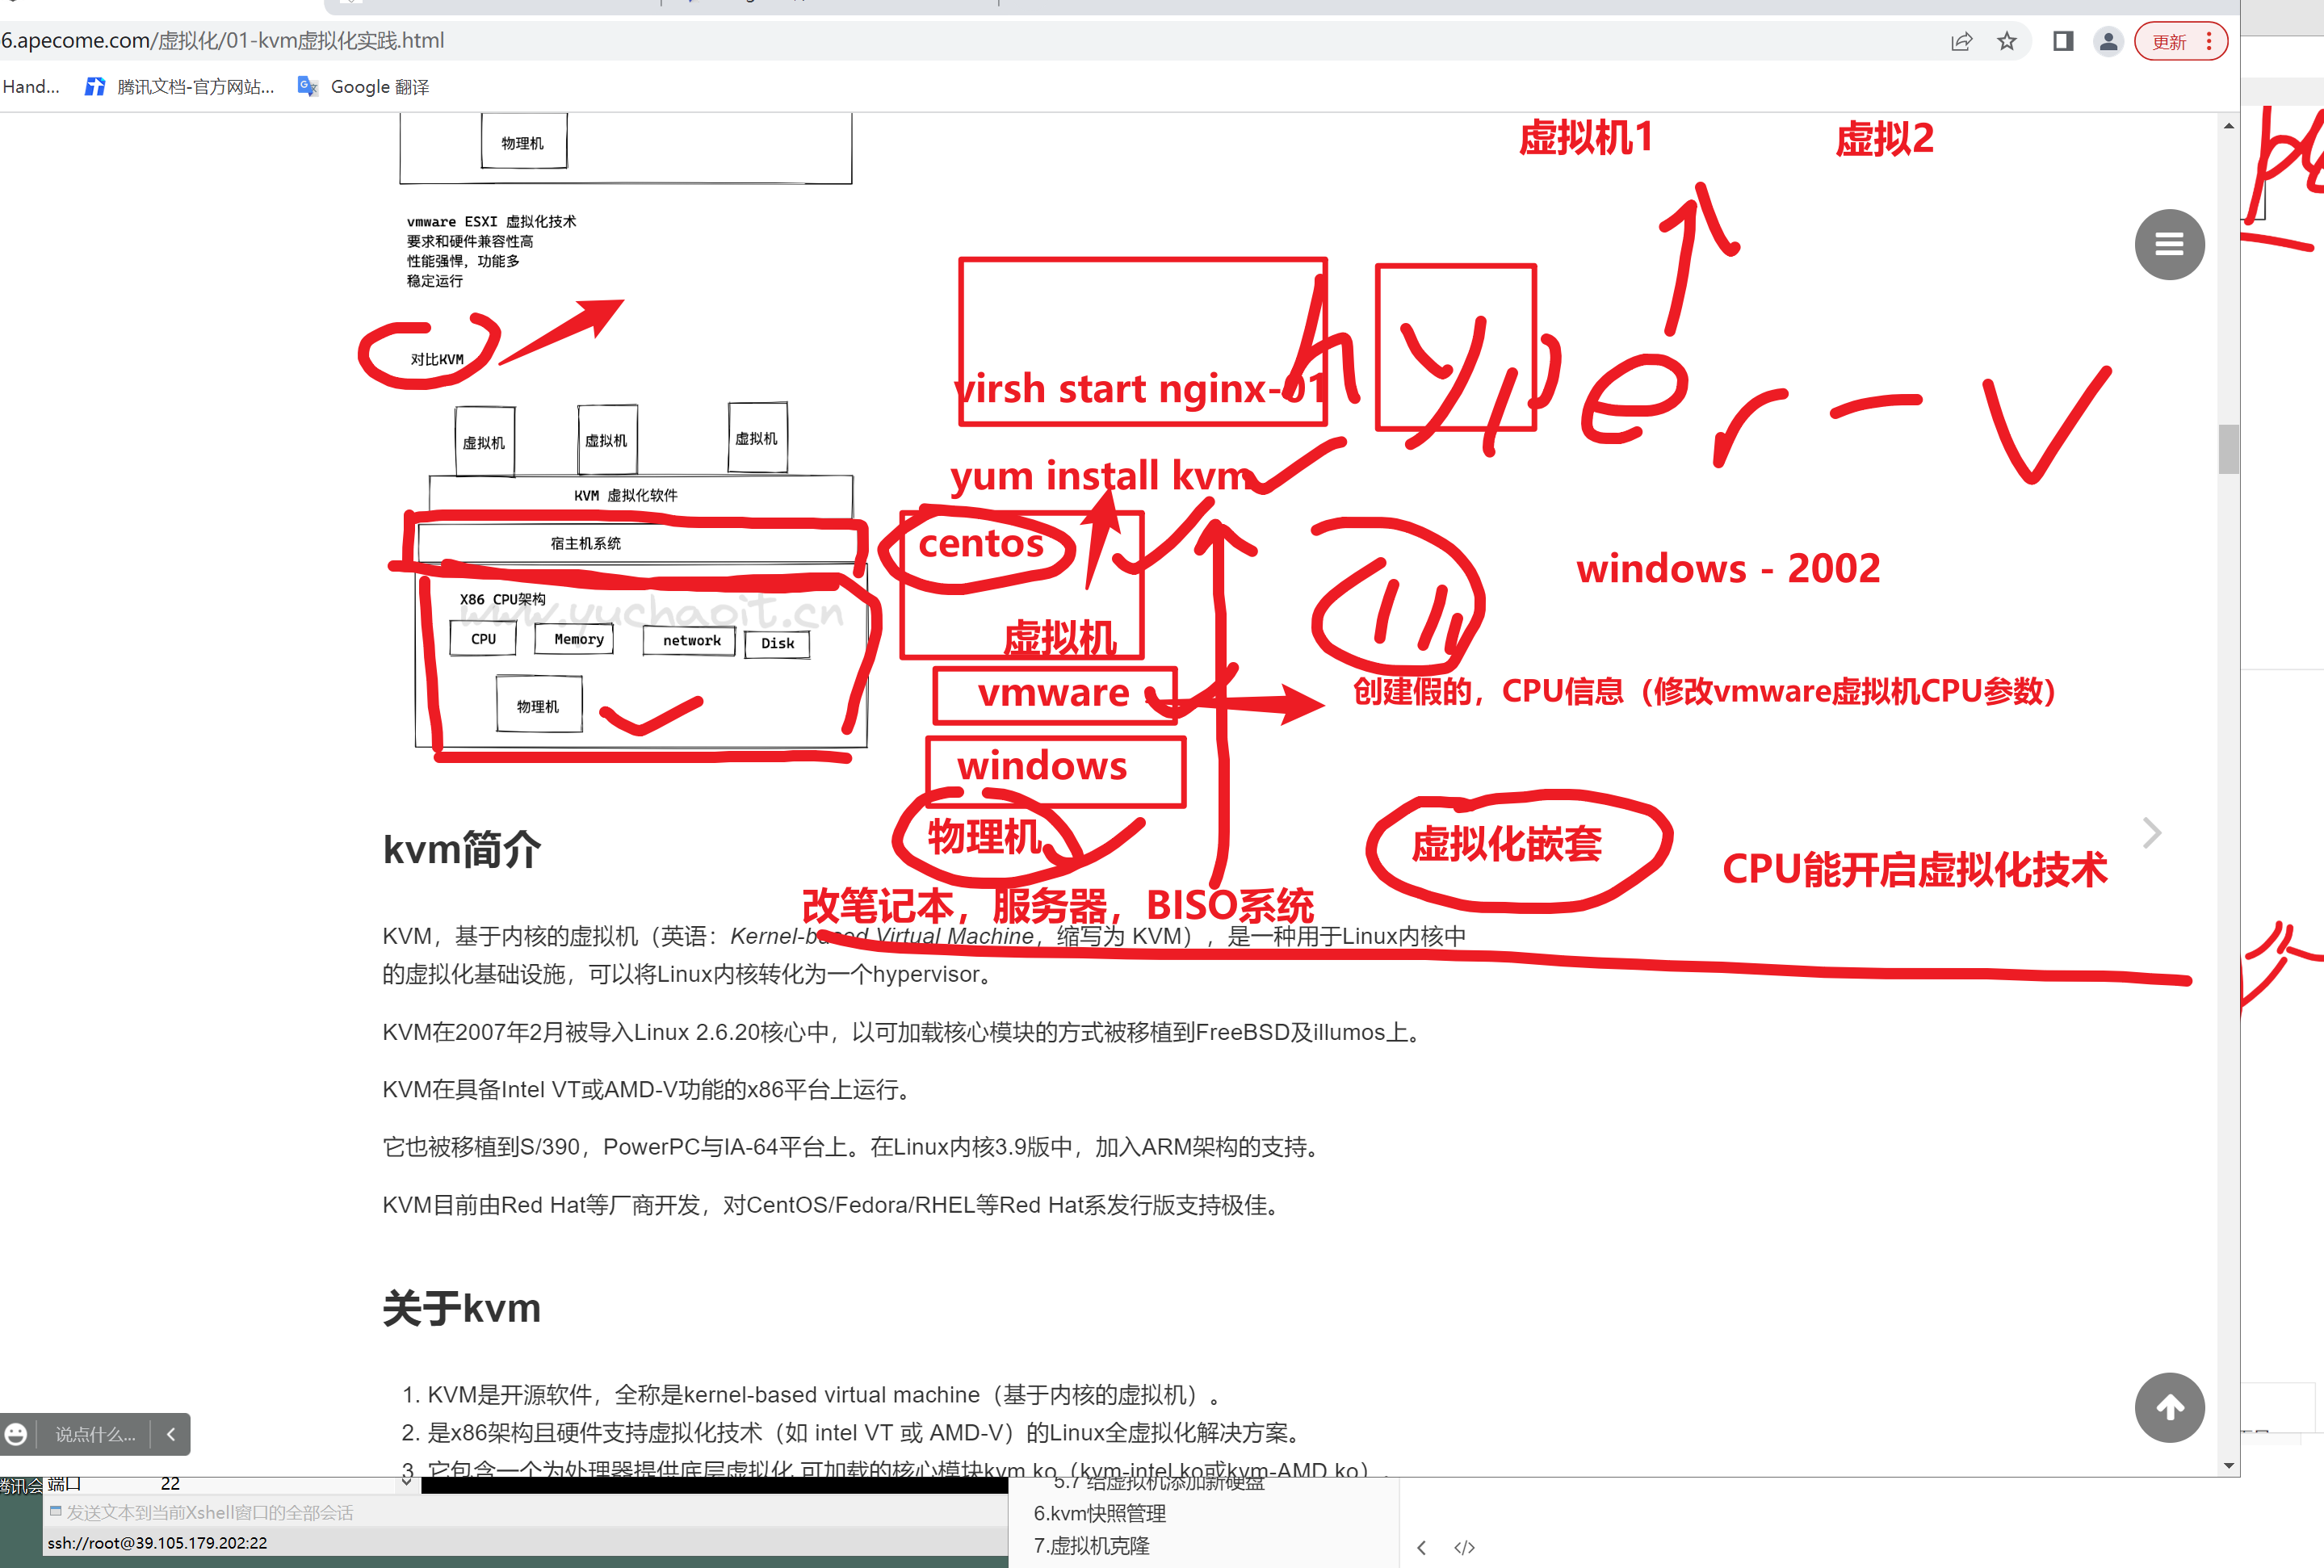 6.apecome.com/虚拟化/01-kvm虚拟化实践.html
更新
Hand...
腾讯文档-官方网站...
Google 翻译
物理机
虚拟机1
虚拟2
vmware ESXI 虚拟化技术
要求和硬件兼容性高
性能强悍，功能多
稳定运行
对比KVM
hyper-v
virsh start nginx-01
虚拟机
虚拟机
虚拟机
yum install kvm
KVM 虚拟化软件
宿主机系统
centos
windows - 2002
X86 CPU架构
www.yuchaoit.cn
CPU
Memory
network
Disk
虚拟机
物理机
vmware
创建假的，CPU信息（修改vmware虚拟机CPU参数）
windows
物理机
虚拟化嵌套
CPU能开启虚拟化技术
kvm简介
改笔记本，服务器，BISO系统
KVM，基于内核的虚拟机（英语：Kernel-based Virtual Machine，缩写为 KVM），是一种用于Linux内核中
的虚拟化基础设施，可以将Linux内核转化为一个hypervisor。
KVM在2007年2月被导入Linux 2.6.20核心中，以可加载核心模块的方式被移植到FreeBSD及illumos上。
KVM在具备Intel VT或AMD-V功能的x86平台上运行。
它也被移植到S/390，PowerPC与IA-64平台上。在Linux内核3.9版中，加入ARM架构的支持。
KVM目前由Red Hat等厂商开发，对CentOS/Fedora/RHEL等Red Hat系发行版支持极佳。
关于kvm
1. KVM是开源软件，全称是kernel-based virtual machine（基于内核的虚拟机）。
2. 是x86架构且硬件支持虚拟化技术（如 intel VT 或 AMD-V）的Linux全虚拟化解决方案。
3. 它包含一个为处理器提供底层虚拟化 可加载的核心模块kvm.ko（kvm-intel.ko或kvm-AMD.ko）。
说点什么...
腾讯会
端口
22
5.7 给虚拟机添加新硬盘
发送文本到当前Xshell窗口的全部会话
6.kvm快照管理
ssh://root@39.105.179.202:22
7.虚拟机克隆